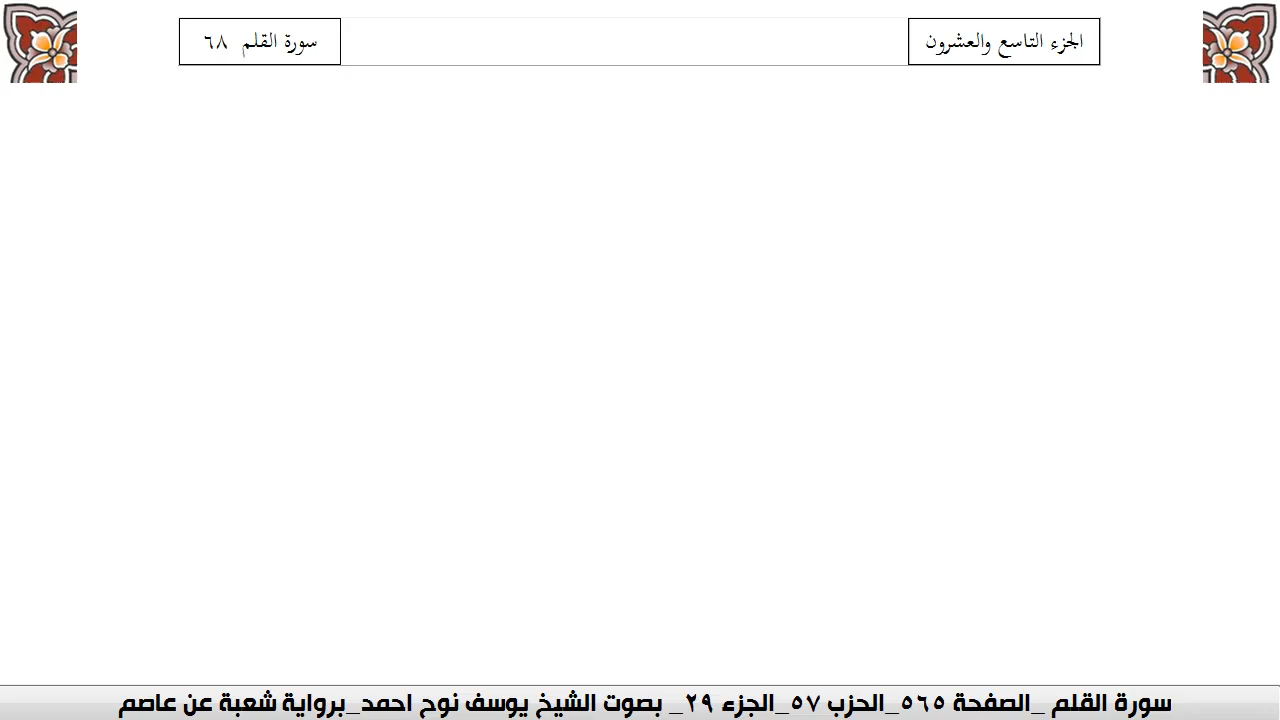 الجزء التاسع والعشرون
سورة القلم ٦٨
سورة القلم _الصفحة ٥٦٥_الحزب ٥٧_الجزء ٢٩_ بصوت الشيخ يوسف نوح احمد_برواية شعبة عن عاصم